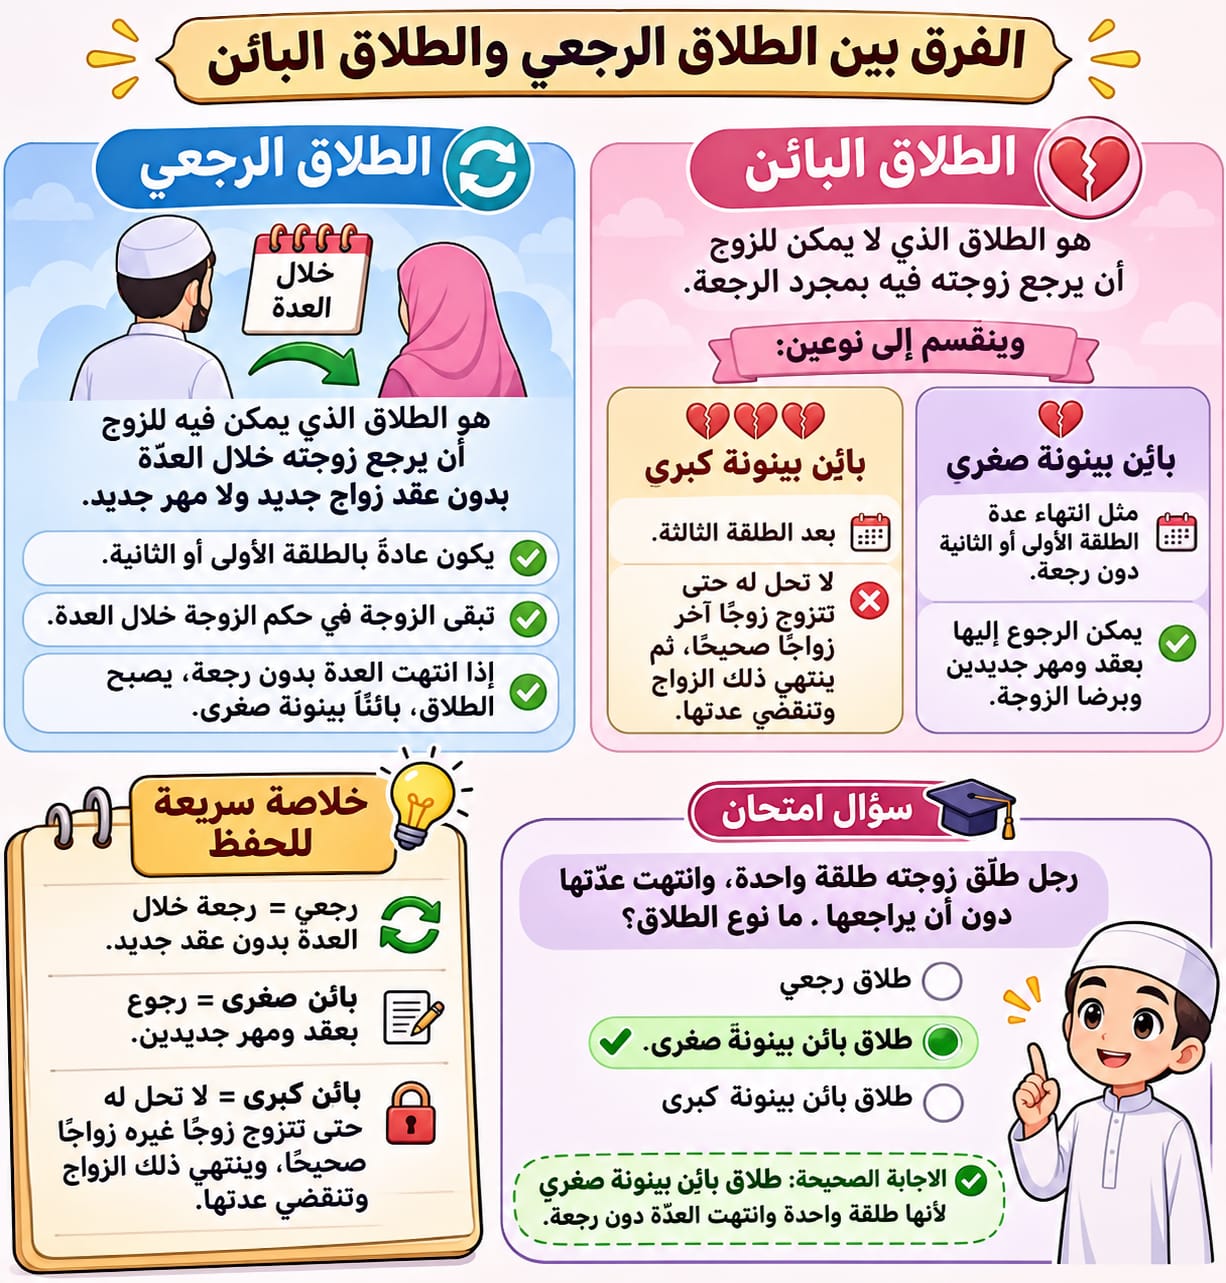 الفرق بين الطلاق الرجعي والطلاق البائن
الطلاق البائن
هو الطلاق الذي لا يمكن للزوج
أن يرجع زوجته فيه بمجرد الرجعة.
وينقسم إلى نوعين:
بائِن بينونة صغري
مثل انتهاء عدة
الطلقة الأولى أو الثانية
دون رجعة.
يمكن الرجوع إليها
بعقد ومهر جديدين
وبرضا الزوجة.
بائِن بينونة كبرى
بعد الطلقة الثالثة.
لا تحل له حتى
تتزوج زوجًا آخر
زواجًا صحيحًا، ثم
ينتهي ذلك الزواج
وتنقضي عدتها.
الطلاق الرجعي
خلال
العدة
هو الطلاق الذي يمكن فيه للزوج
أن يرجع زوجته خلال العدّة
بدون عقد زواج جديد ولا مهر جديد.
يكون عادةً بالطلقة الأولى أو الثانية.
تبقى الزوجة في حكم الزوجة خلال العدة.
إذا انتهت العدة بدون رجعة، يصبح
الطلاق، بائنًا بينونة صغرى.
سؤال امتحان
رجل طلّق زوجته طلقة واحدة، وانتهت عدّتها
دون أن يراجعها . ما نوع الطلاق؟
طلاق رجعي
طلاق بائن بينونةَ صغرى.
طلاق بائن بينونة كبرى
الاجابة الصحيحة: طلاق بائِن بينونة صغري
لأنها طلقة واحدة وانتهت العدّة دون رجعة.
خلاصة سريعة
للحفظ
رجعي = رجعة خلال
العدة بدون عقد جديد.
بائن صغرى = رجوع
بعقد ومهر جديدين.
بائن كبرى = لا تحل له
حتى تتزوج زوجًا غيره زواجًا
صحيحًا، وينتهي ذلك الزواج
وتنقضي عدتها.